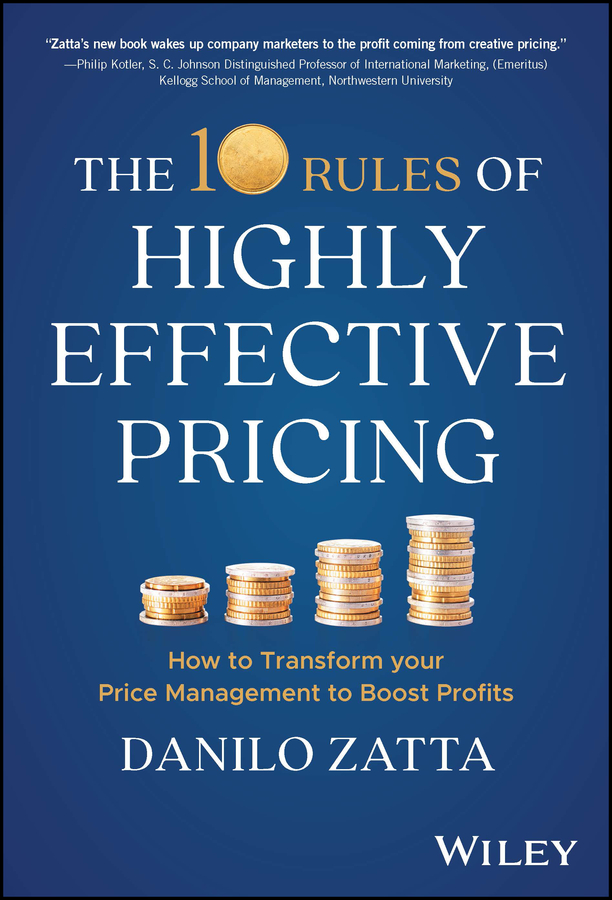 “Zatta’s new book wakes up company marketers to the profit coming from creative pricing.”
—Philip Kotler, S. C. Johnson Distinguished Professor of International Marketing, (Emeritus)
Kellogg School of Management, Northwestern University
THE 10 RULES OF
HIGHLY
EFFECTIVE
PRICING
How to Transform your
Price Management to Boost Profits
DANILO ZATTA
WILEY